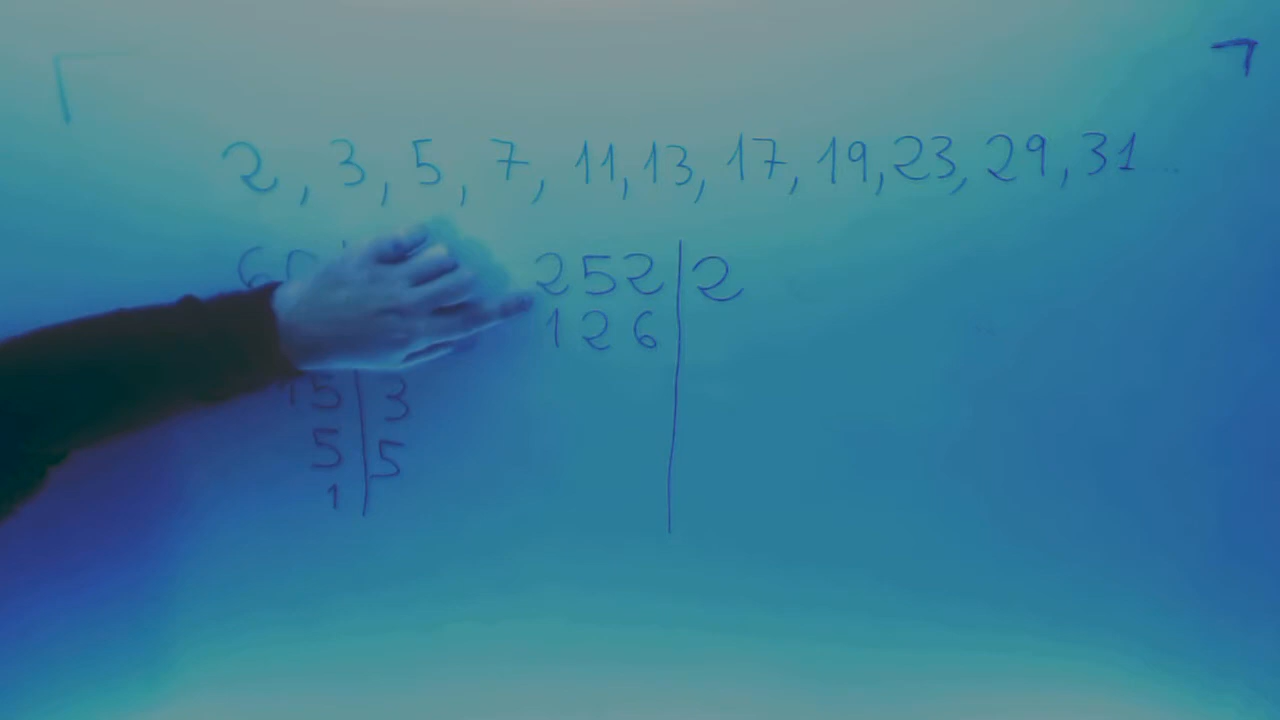 2, 3, 5, 7, 11, 13, 17, 19, 23, 29, 31 ...
60 252 | 2
126
15 | 3
5 | 5
1